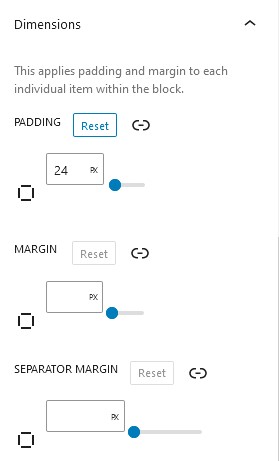 Dimensions
This applies padding and margin to each
individual item within the block.
PADDING Reset
24 PX
MARGIN Reset
PX
SEPARATOR MARGIN Reset
PX